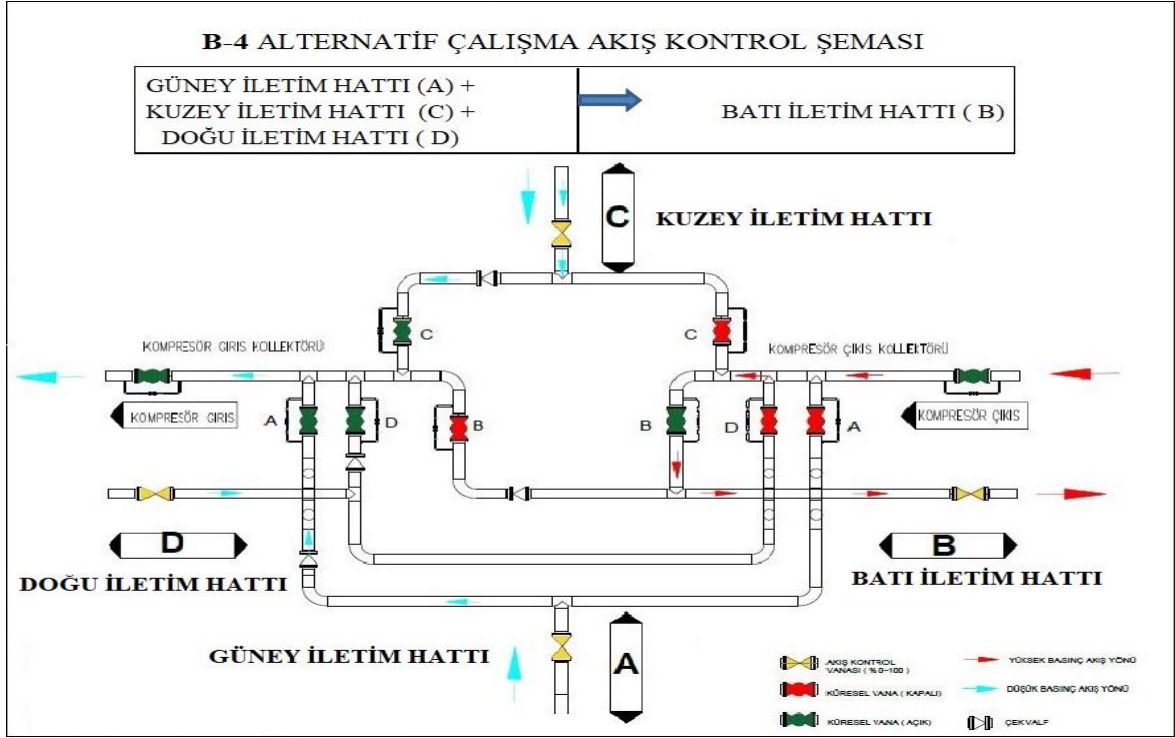 B-4 ALTERNATİF ÇALIŞMA AKIŞ KONTROL ŞEMASI
GÜNEY İLETİM HATTI (A) +
KUZEY İLETİM HATTI (C) +
DOĞU İLETİM HATTI ( D)
BATI İLETİM HATTI ( B)
C
KUZEY İLETİM HATTI
C
C
KOMPRESÖR GIRIS KOLLEKTÖRÜ
KOMPRESÖR ÇIKIS KOLLEKTÖRÜ
KOMPRESÖR GIRIS
A
D
B
B
D
A
KOMPRESÖR ÇIKIS
D
DOĞU İLETİM HATTI
B
BATI İLETİM HATTI
GÜNEY İLETİM HATTI
A
AKIŞ KONTROL
VANASI ( %0-100 )
KÜRESEL VANA ( KAPALI)
KÜRESEL VANA ( AÇIK)
YÜKSEK BASINÇ AKIŞ YÖNÜ
DÜŞÜK BASINÇ AKIŞ YÖNÜ
ÇEKVALF